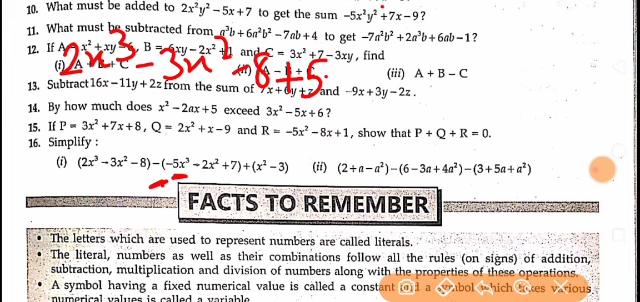 10. What must be added to 2x²y² − 5x + 7 to get the sum −5x²y² + 7x − 9?
11. What must be subtracted from a³b + 6a²b² − 7ab + 4 to get −7a²b² + 2a³b + 6ab − 1?
12. If A = x² + xy B = 6xy − 2x² + 1 and C = 3x² + 7 − 3xy, find
2x³ − 3x² − 8 + 5
(i) A + B + C (ii) A − B + C (iii) A + B − C
13. Subtract 16x − 11y + 2z from the sum of 7x + 6y + z and −9x + 3y − 2z.
14. By how much does x² − 2ax + 5 exceed 3x² − 5x + 6?
15. If P = 3x² + 7x + 8, Q = 2x² + x − 9 and R = −5x² − 8x + 1, show that P + Q + R = 0.
16. Simplify :
(i) (2x³ − 3x² − 8) − (−5x³ − 2x² + 7) + (x² − 3) (ii) (2 + a − a²) − (6 − 3a + 4a²) − (3 + 5a + a²)
FACTS TO REMEMBER
• The letters which are used to represent numbers are called literals.
• The literal, numbers as well as their combinations follow all the rules (on signs) of addition,
subtraction, multiplication and division of numbers along with the properties of these operations.
• A symbol having a fixed numerical value is called a constant and a symbol which takes various
numerical values is called a variable.